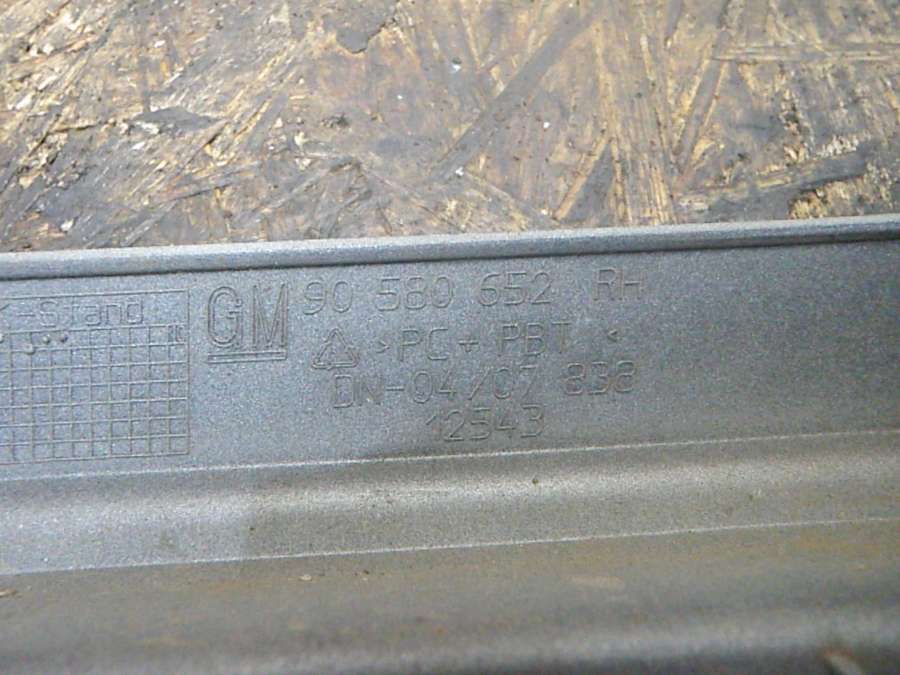 -Stand
GM 90 580 652 RH
>PC + PBT<
DN-04/07 838
12543